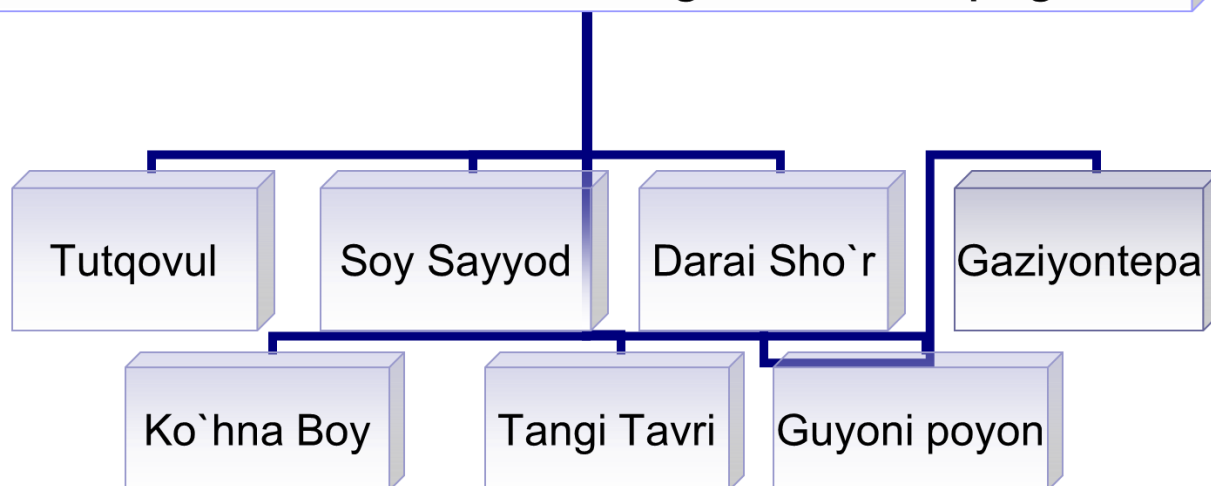 Tutqovul
Soy Sayyod
Darai Sho`r
Gaziyontepa
Ko`hna Boy
Tangi Tavri
Guyoni poyon